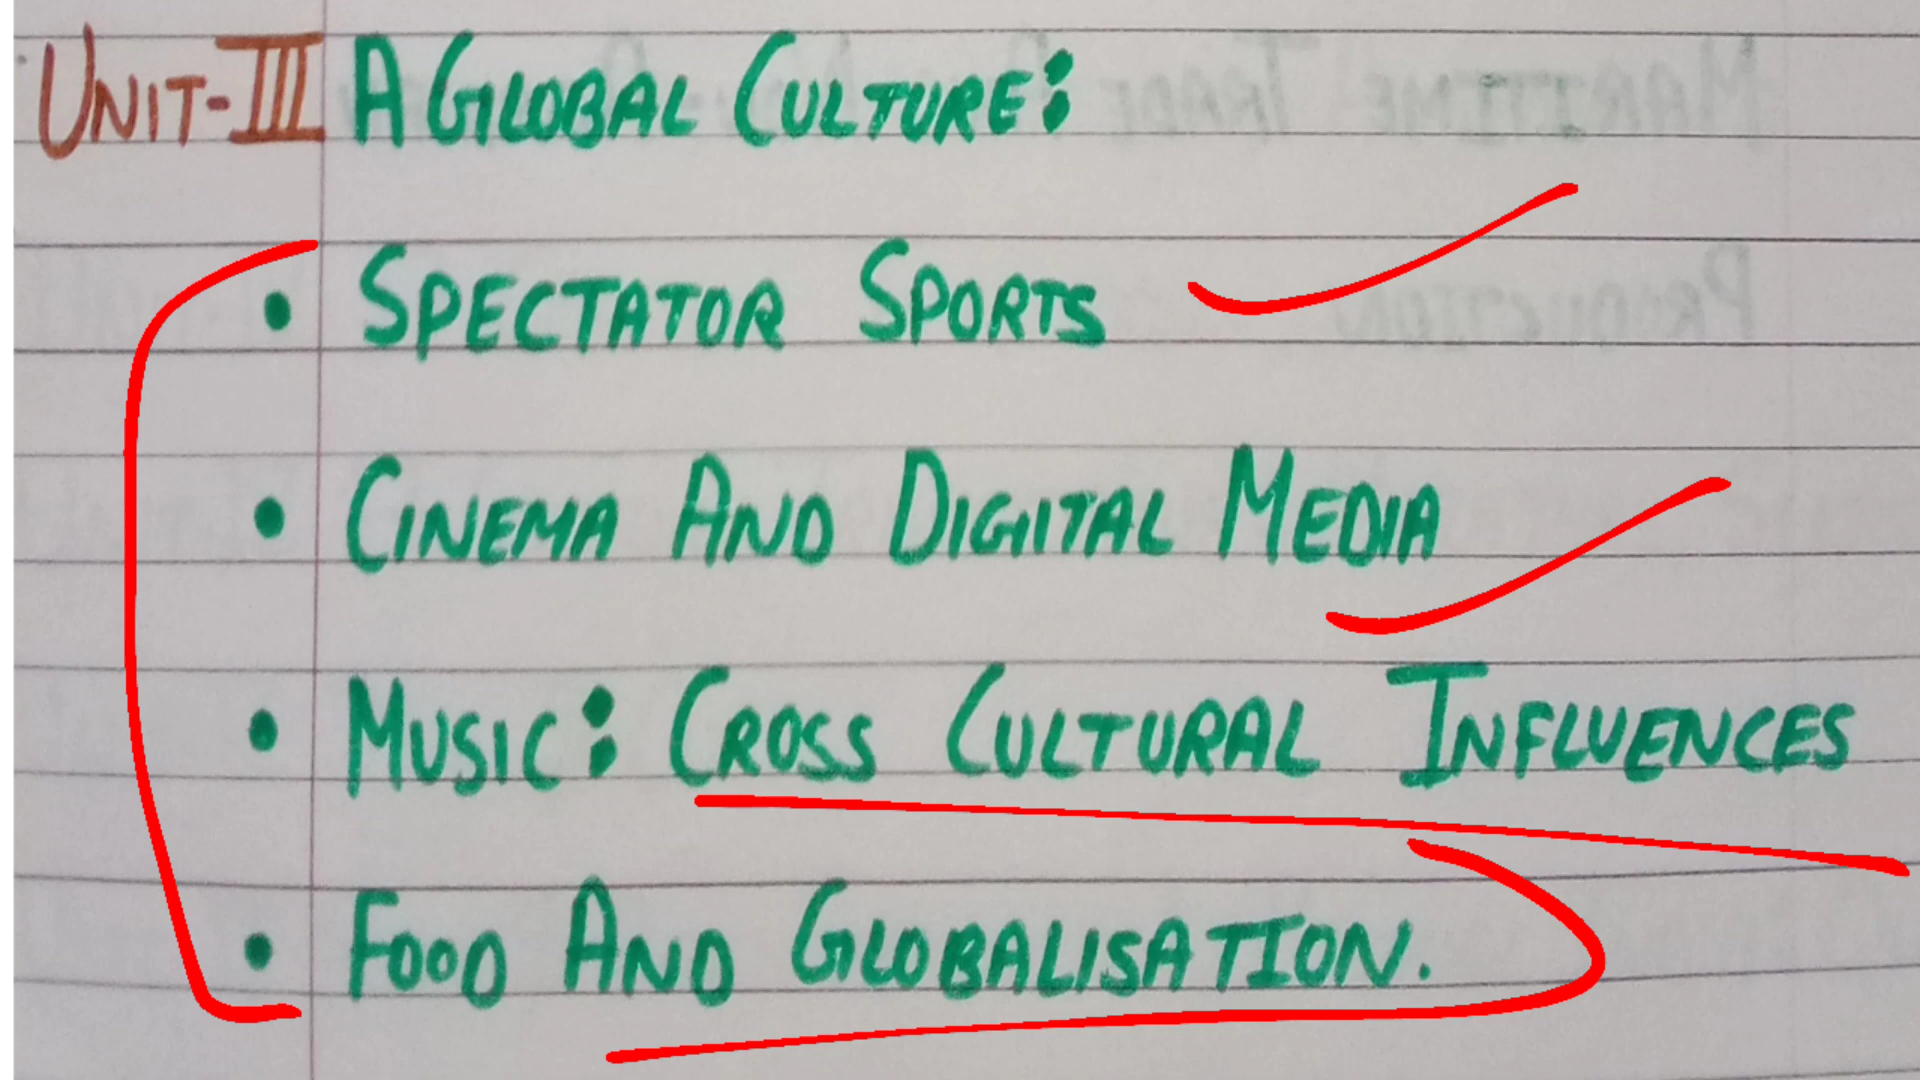 UNIT-III A GLOBAL CULTURE:
• SPECTATOR SPORTS
• CINEMA AND DIGITAL MEDIA
• MUSIC: CROSS CULTURAL INFLUENCES
• FOOD AND GLOBALISATION.